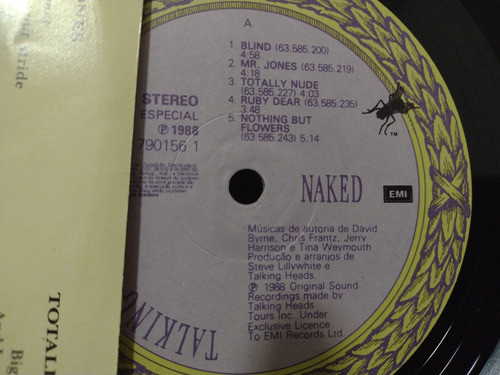 A
1. BLIND (63.585.200)
4:58
2. MR. JONES (63.585.219)
4:18
3. TOTALLY NUDE
(63.585.227) 4:03
4. RUBY DEAR (63.585.235)
3.48
5. NOTHING BUT
FLOWERS
(63.585.243) 5.14
STEREO
ESPECIAL
℗ 1988
790156 1
NAKED
EMI
TM
Músicas de autoria de David
Byrne, Chris Frantz, Jerry
Harrison e Tina Weymouth
Produção e arranjos de
Steve Lillywhite e
Talking Heads.
℗ 1988 Original Sound
Recordings made by
Talking Heads
Tours Inc. Under
Exclusive Licence
To EMI Records Ltd.
TALKING
stride
TOTAL
Big